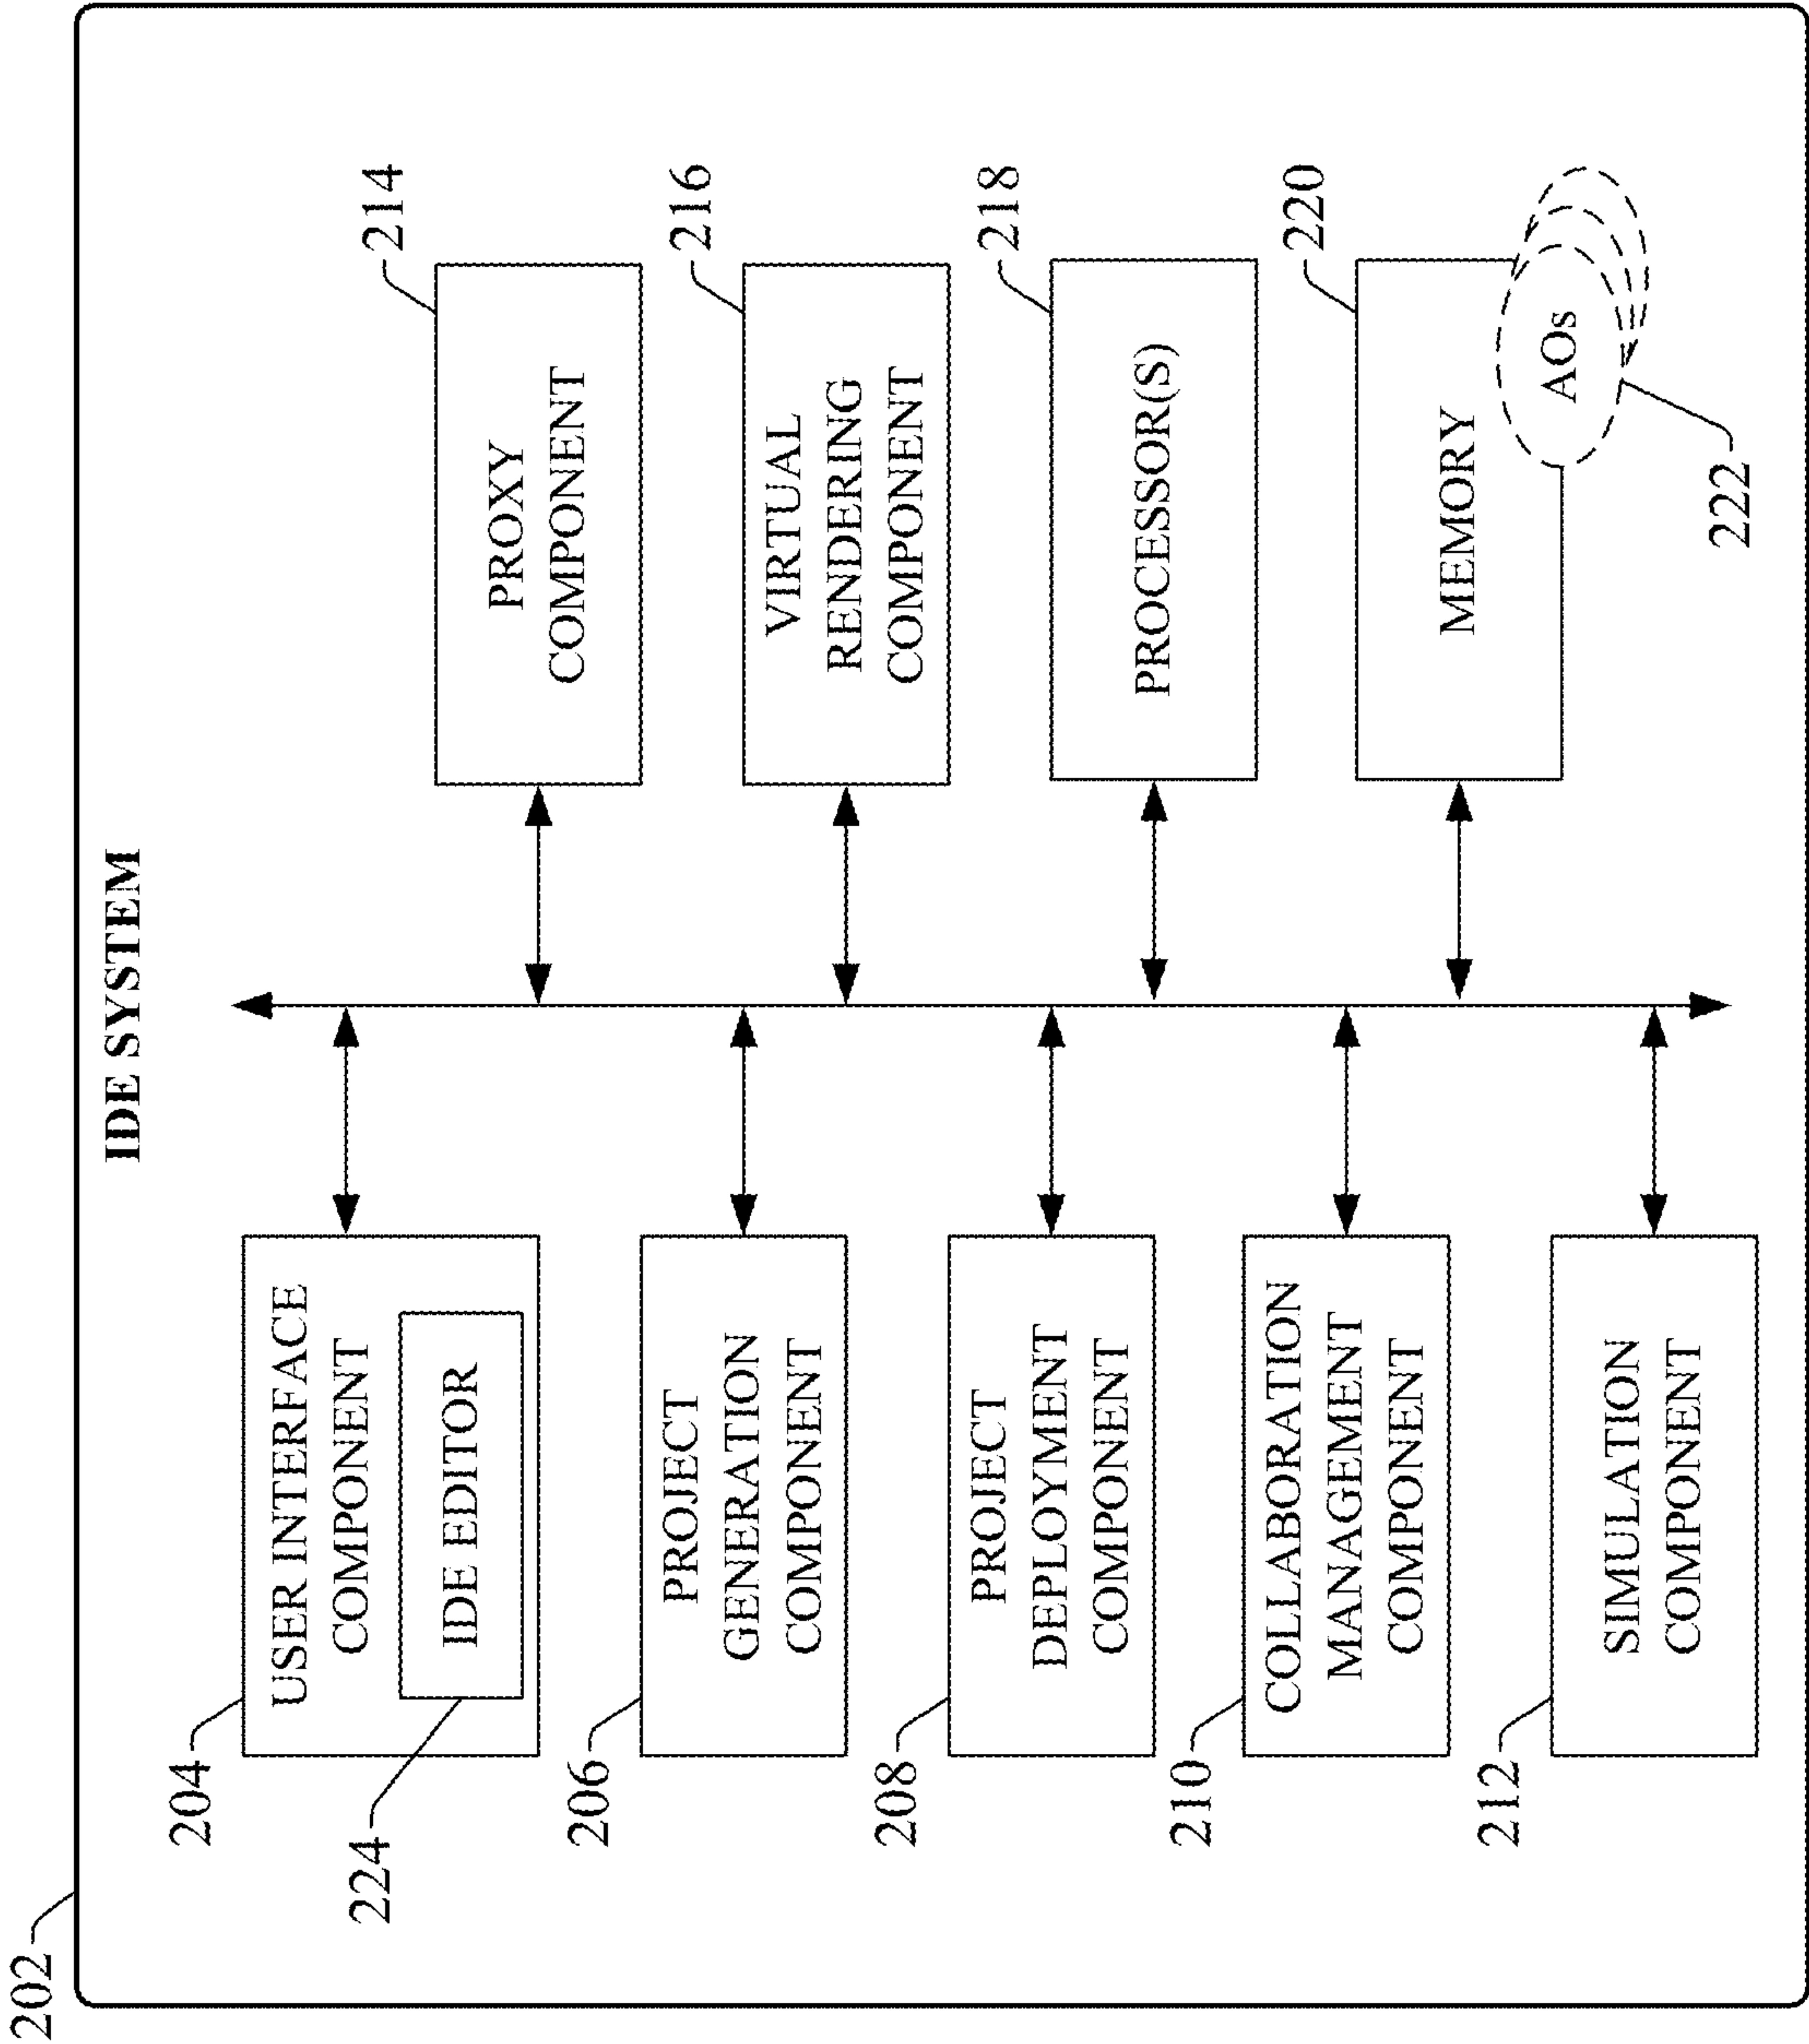 202
IDE SYSTEM
204
USER INTERFACE
COMPONENT
224
IDE EDITOR
206
PROJECT
GENERATION
COMPONENT
208
PROJECT
DEPLOYMENT
COMPONENT
210
COLLABORATION
MANAGEMENT
COMPONENT
212
SIMULATION
COMPONENT
214
PROXY
COMPONENT
216
VIRTUAL
RENDERING
COMPONENT
218
PROCESSOR(S)
220
MEMORY
AOs
222